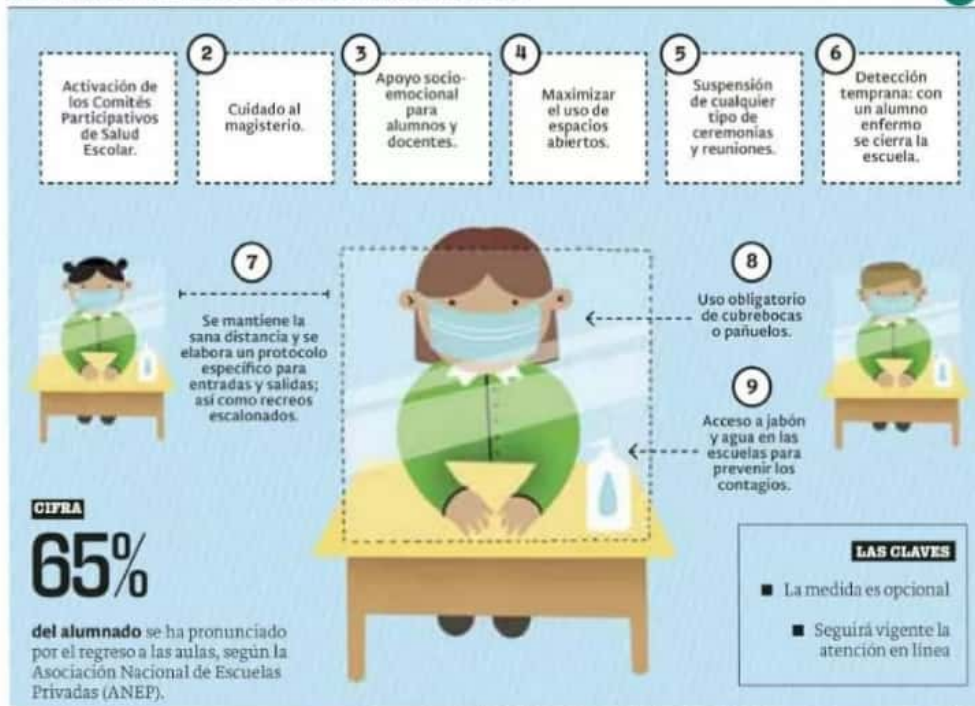 Activación de
los Comités
Participativos
de Salud
Escolar.
2
Cuidado al
magisterio.
3
Apoyo socio-
emocional
para
alumnos y
docentes.
4
Maximizar
el uso de
espacios
abiertos.
5
Suspensión
de cualquier
tipo de
ceremonias
y reuniones.
6
Detección
temprana: con
un alumno
enfermo
se cierra la
escuela.
7
Se mantiene la
sana distancia y se
elabora un protocolo
específico para
entradas y salidas;
así como recreos
escalonados.
8
Uso obligatorio
de cubrebocas
o pañuelos.
9
Acceso a jabón
y agua en las
escuelas para
prevenir los
contagios.
CIFRA
65%
del alumnado se ha pronunciado
por el regreso a las aulas, según la
Asociación Nacional de Escuelas
Privadas (ANEP).
LAS CLAVES
■ La medida es opcional
■ Seguirá vigente la
atención en línea